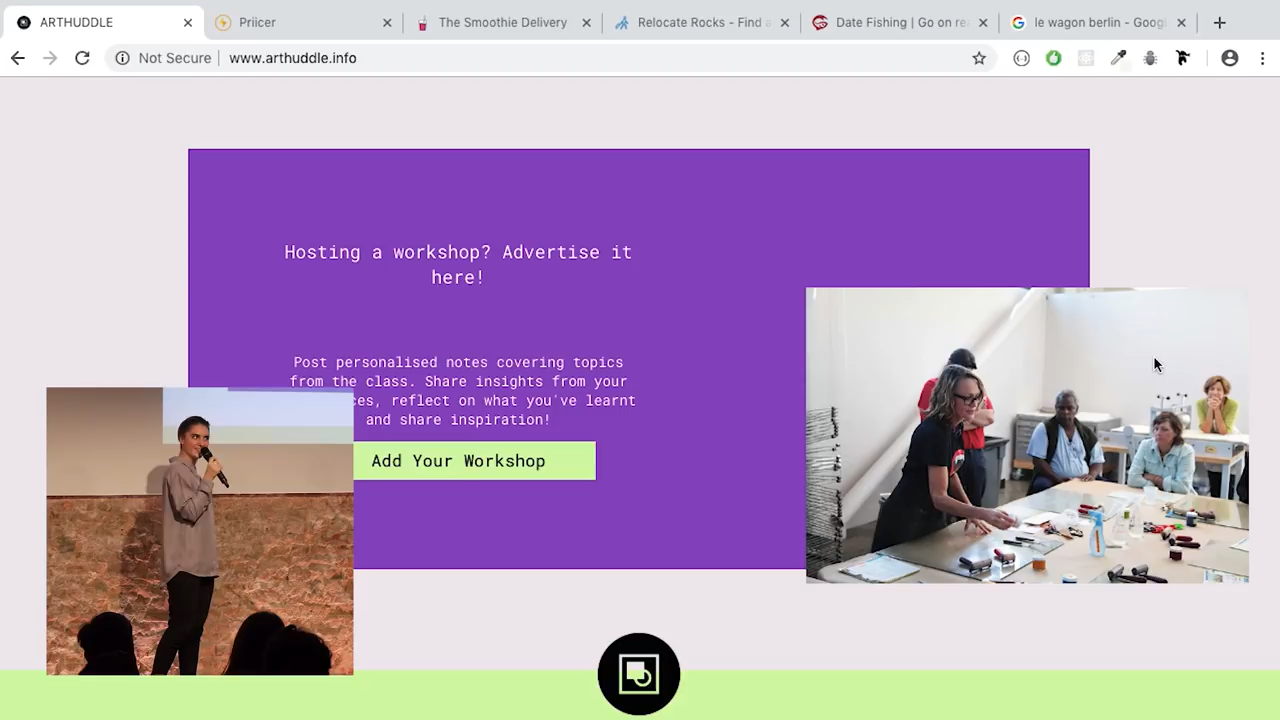 ARTHUDDLE
Priicer
The Smoothie Delivery
Relocate Rocks - Find a
Date Fishing | Go on re
le wagon berlin - Goog
Not Secure
www.arthuddle.info
Hosting a workshop? Advertise it
here!
Post personalised notes covering topics
from the class. Share insights from your
reflect on what you've learnt
and share inspiration!
Add Your Workshop